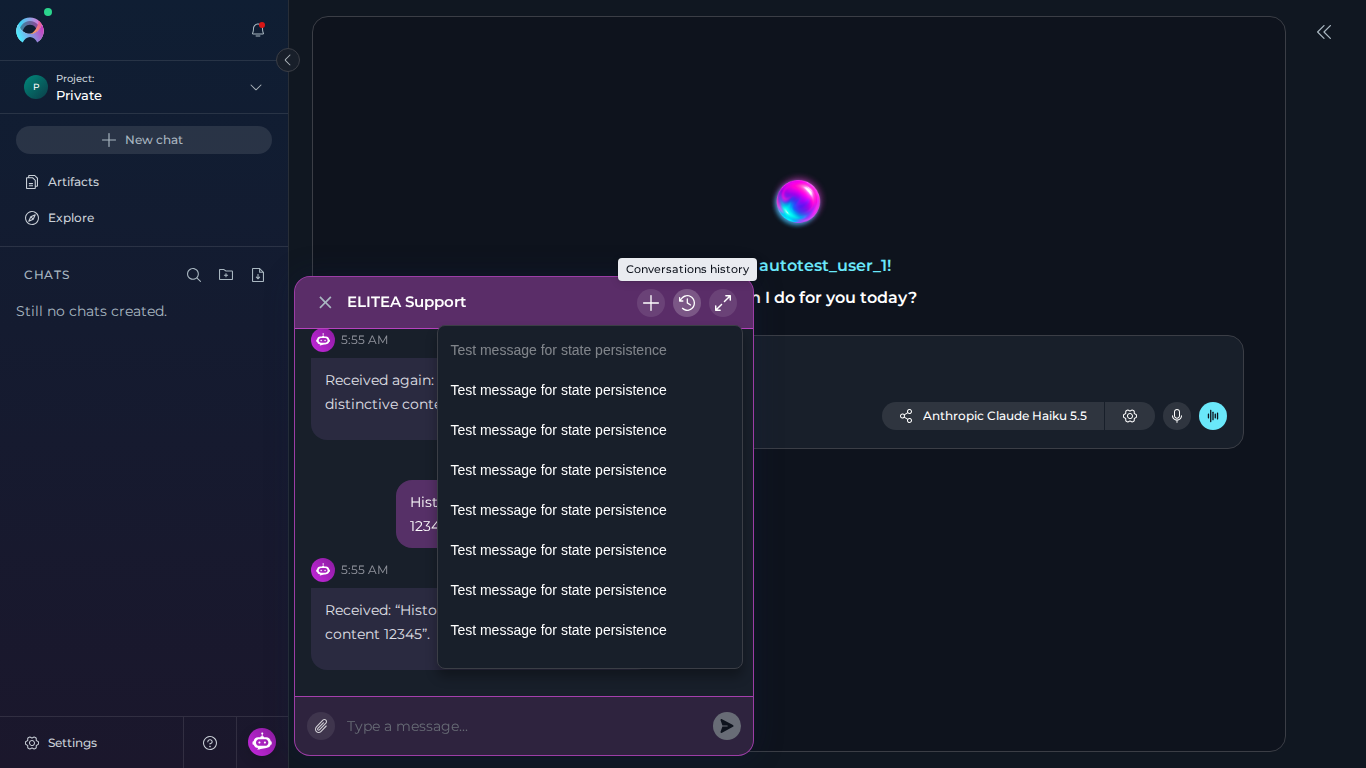 Project:
P
Private
New chat
Artifacts
Explore
CHATS
Still no chats created.
Settings
autotest_user_1!
I do for you today?
Anthropic Claude Haiku 5.5
Conversations history
ELITEA Support
5:55 AM
Received again:
distinctive
1234
5:55 AM
Received:
content 12345”.
Test message for state persistence
Test message for state persistence
Test message for state persistence
Test message for state persistence
Test message for state persistence
Test message for state persistence
Test message for state persistence
Test message for state persistence
Type a message...